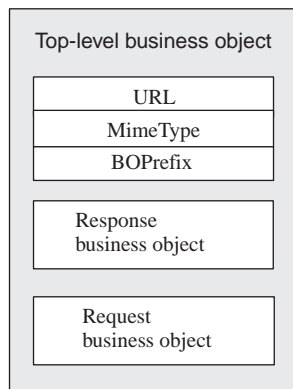 Top-level business object
URL
MimeType
BOPrefix
Response
business object
Request
business object